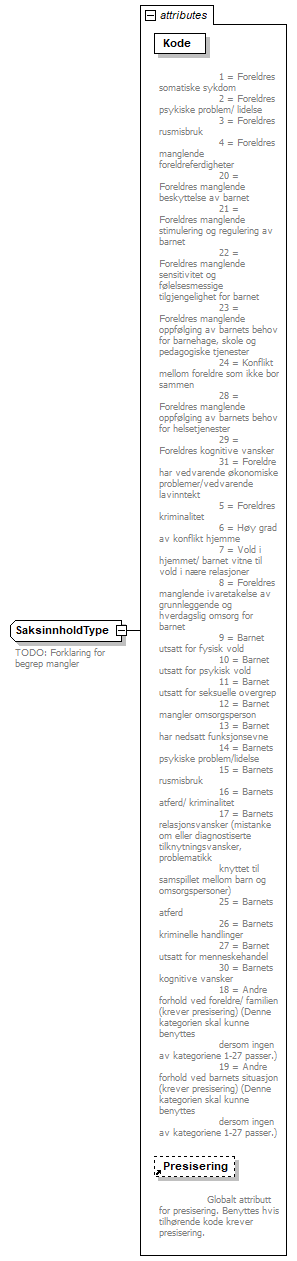 attributes
Kode
1 = Foreldres
somatiske sykdom
2 = Foreldres
psykiske problem/ lidelse
3 = Foreldres
rusmisbruk
4 = Foreldres
manglende
foreldreferdigheter
20 =
Foreldres manglende
beskyttelse av barnet
21 =
Foreldres manglende
stimulering og regulering av
barnet
22 =
Foreldres manglende
sensitivitet og
følelsesmessige
tilgjengelighet for barnet
23 =
Foreldres manglende
oppfølging av barnets behov
for barnehage, skole og
pedagogiske tjenester
24 = Konflikt
mellom foreldre som ikke bor
sammen
28 =
Foreldres manglende
oppfølging av barnets behov
for helsetjenester
29 =
Foreldres kognitive vansker
31 = Foreldre
har vedvarende økonomiske
problemer/vedvarende
lavinntekt
5 = Foreldres
kriminalitet
6 = Høy grad
av konflikt hjemme
7 = Vold i
hjemmet/ barnet vitne til
vold i nære relasjoner
8 = Foreldres
manglende ivaretakelse av
grunnleggende og
hverdagslig omsorg for
barnet
9 = Barnet
utsatt for fysisk vold
10 = Barnet
utsatt for psykisk vold
11 = Barnet
utsatt for seksuelle overgrep
12 = Barnet
mangler omsorgsperson
13 = Barnet
har nedsatt funksjonsevne
14 = Barnets
psykiske problem/lidelse
15 = Barnets
rusmisbruk
16 = Barnets
atferd/ kriminalitet
17 = Barnets
relasjonsvansker (mistanke
om eller diagnostiserte
tilknytningsvansker,
problematikk
knyttet til
samspillet mellom barn og
omsorgspersoner)
25 = Barnets
atferd
26 = Barnets
kriminelle handlinger
27 = Barnet
utsatt for menneskehandel
30 = Barnets
kognitive vansker
18 = Andre
forhold ved foreldre/ familien
(krever presisering) (Denne
kategorien skal kunne
benyttes
dersom ingen
av kategoriene 1-27 passer.)
19 = Andre
forhold ved barnets situasjon
(krever presisering) (Denne
kategorien skal kunne
benyttes
dersom ingen
av kategoriene 1-27 passer.)
SaksinnholdType
TODO: Forklaring for
begrep mangler
Presisering
Globalt attributt
for presisering. Benyttes hvis
tilhørende kode krever
presisering.